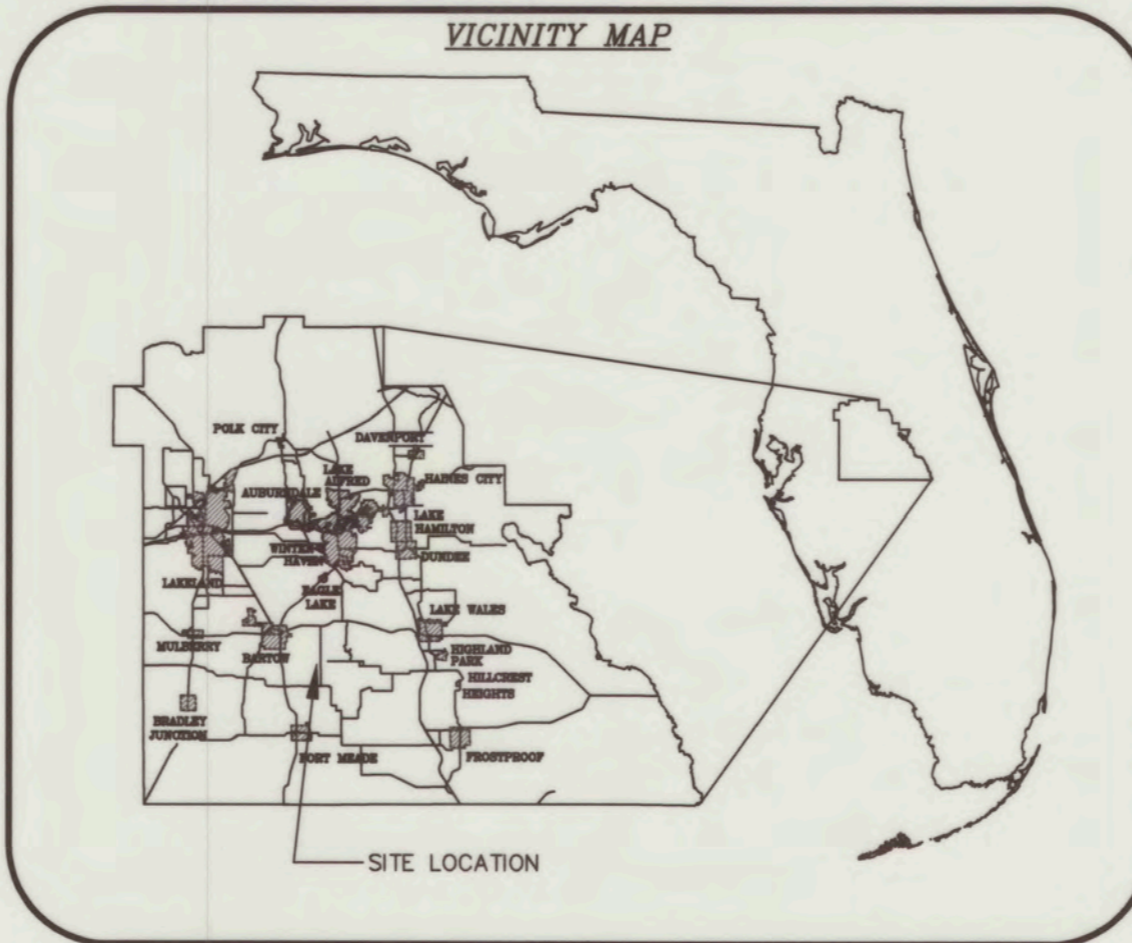 VICINITY MAP
POLK CITY
DAVENPORT
LAKE
ALFRED
HAINES CITY
AUBURNDALE
LAKE
HAMILTON
WINTER
HAVEN
DUNDEE
LAKELAND
EAGLE
LAKE
LAKE WALES
MULBERRY
BARTOW
HIGHLAND
PARK
HILLCREST
HEIGHTS
BRADLEY
JUNCTION
FORT MEADE
FROSTPROOF
SITE LOCATION